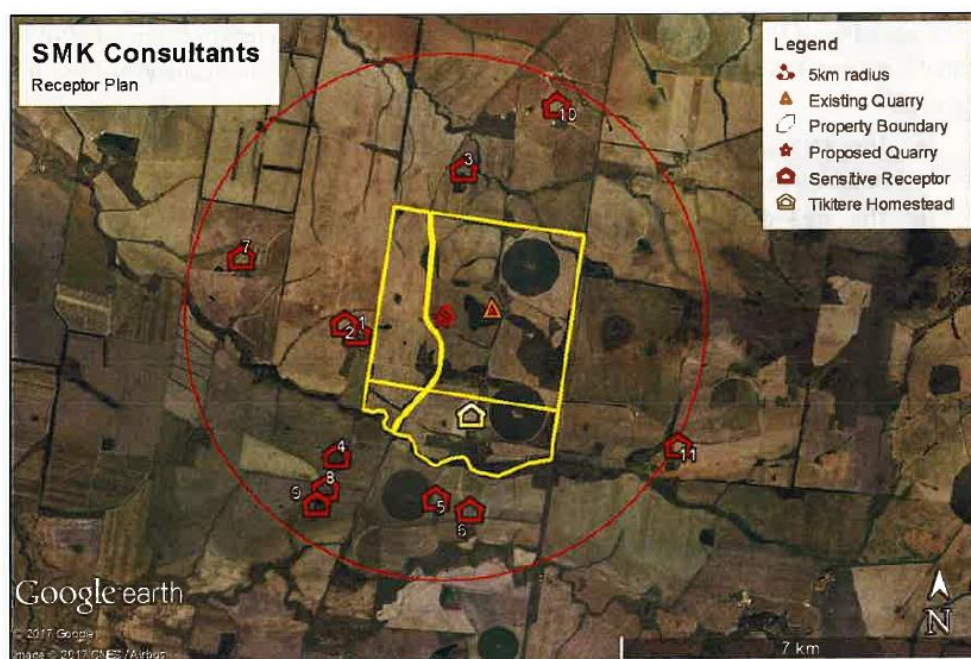 SMK Consultants
Receptor Plan
Legend
5km radius
Existing Quarry
Property Boundary
Proposed Quarry
Sensitive Receptor
Tikitere Homestead
10
3
7
2 1
4
8
9
5
6
11
Google earth
© 2017 Google
Image © 2017 CNES / Airbus
N
7 km